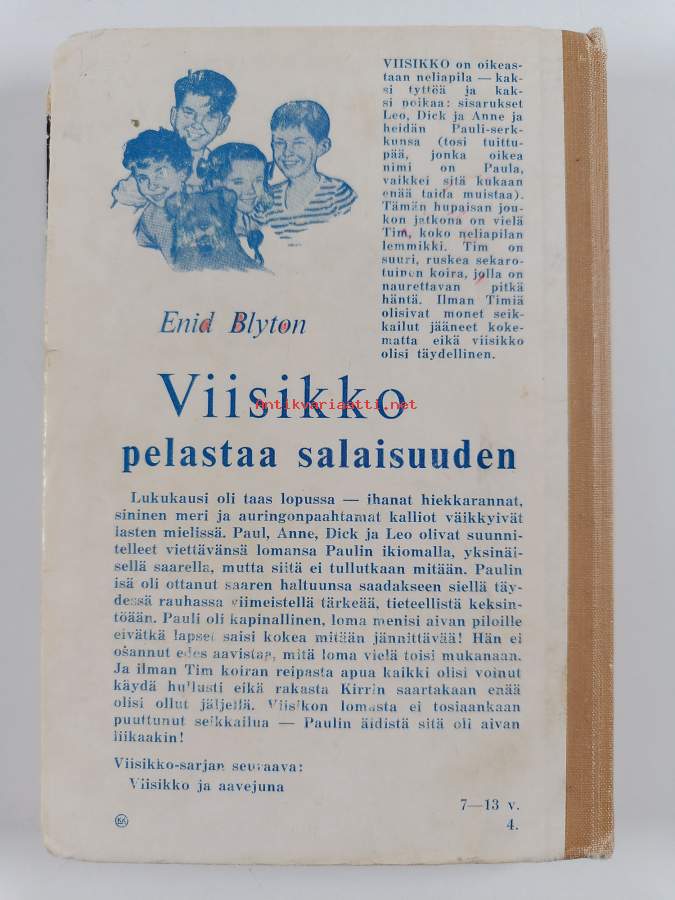 VIISIKKO on oikeas-
taan neliapila — kak-
si tyttöä ja kak-
si poikaa: sisarukset
Leo, Dick ja Anne ja
heidän Pauli-serk-
kunsa (tosi tuittu-
pää, jonka oikea
nimi on Paula,
vaikkei sitä kukaan
enää taida muistaa).
Tämän hupaisan jou-
kon jatkona on vielä
Tim, koko neliapilan
lemmikki. Tim on
suuri, ruskea sekaro-
tuinen koira, jolla on
naurettavan pitkä
häntä. Ilman Timiä
olisivat monet seik-
kailut jääneet koke-
matta eikä viisikko
olisi täydellinen.
Enid Blyton
Viisikko
Antikvariaatti.net
pelastaa salaisuuden
Lukukausi oli taas lopussa — ihanat hiekkarannat,
sininen meri ja auringonpaahtamat kalliot väikkyivät
lasten mielissä. Paul, Anne, Dick ja Leo olivat suunni-
telleet viettävänsä lomansa Paulin ikiomalla, yksinäi-
sellä saarella, mutta siitä ei tullutkaan mitään. Paulin
isä oli ottanut saaren haltuunsa saadakseen siellä täy-
dessä rauhassa viimeistellä tärkeää, tieteellistä keksin-
töään. Pauli oli kapinallinen, loma menisi aivan piloille
eivätkä lapset saisi kokea mitään jännittävää! Hän ei
osannut edes aavistaa, mitä loma vielä toisi mukanaan.
Ja ilman Tim koiran reipasta apua kaikki olisi voinut
käydä hullusti eikä rakasta Kirrin saartakaan enää
olisi ollut jäljellä. Viisikon lomasta ei tosiaankaan
puuttunut seikkailua — Paulin äidistä sitä oli aivan
liikaakin!
Viisikko-sarjan seuraava:
Viisikko ja aavejuna
7—13 v.
4.
KK